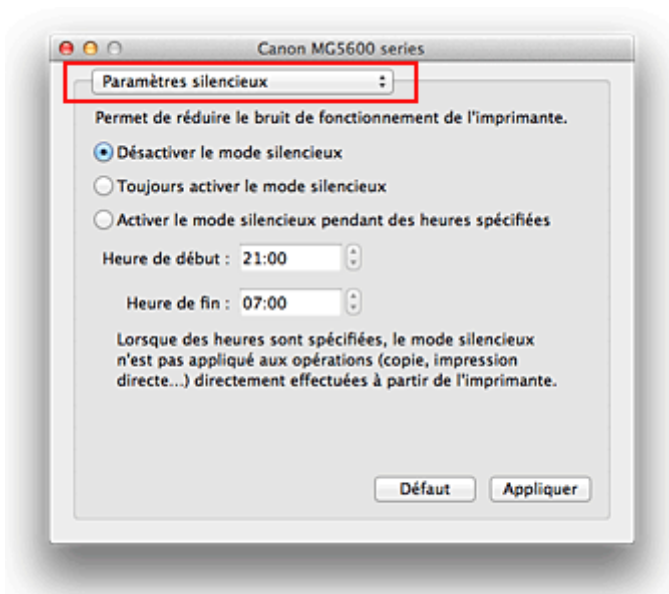 Canon MG5600 series
Paramètres silencieux
Permet de réduire le bruit de fonctionnement de l'imprimante.
Désactiver le mode silencieux
Toujours activer le mode silencieux
Activer le mode silencieux pendant des heures spécifiées
Heure de début : 21:00
Heure de fin : 07:00
Lorsque des heures sont spécifiées, le mode silencieux
n'est pas appliqué aux opérations (copie, impression
directe...) directement effectuées à partir de l'imprimante.
Défaut Appliquer